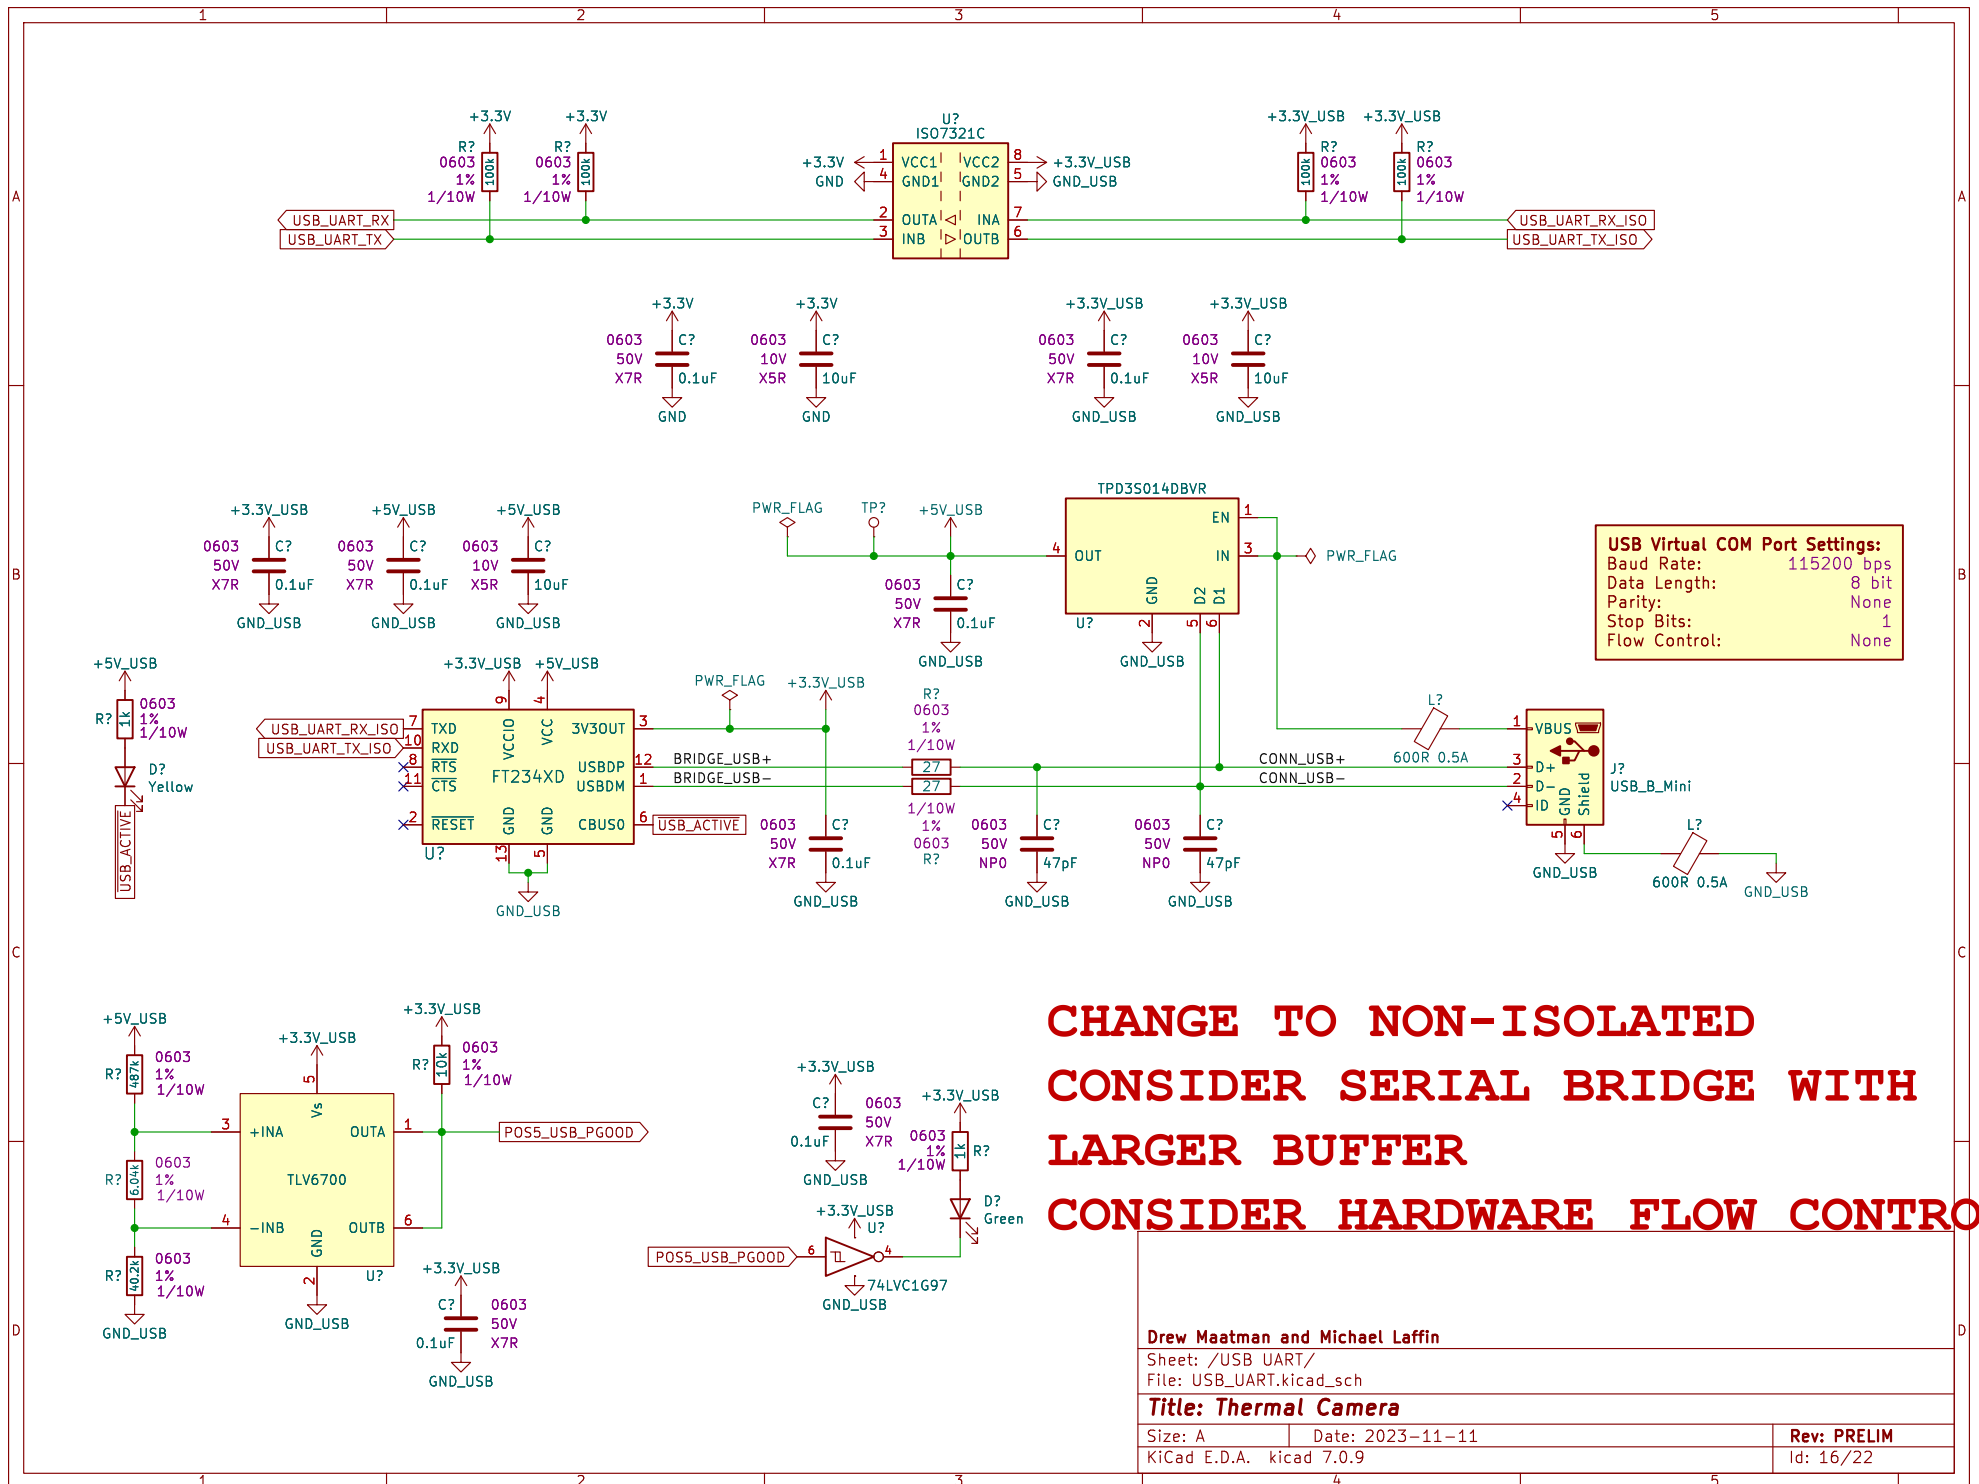 1 2 3 4 5
A
B
C
D
A
B
C
D
1 2 3 4 5
+3.3V
R?
0603
1%
1/10W
100k
+3.3V
R?
0603
1%
1/10W
100k
USB_UART_RX
USB_UART_TX
U?
ISO7321C
+3.3V 1 VCC1 VCC2 8 +3.3V_USB
GND 4 GND1 GND2 5 GND_USB
2 OUTA INA 7
3 INB OUTB 6
+3.3V_USB
R?
0603
1%
1/10W
100k
+3.3V_USB
R?
0603
1%
1/10W
100k
USB_UART_RX_ISO
USB_UART_TX_ISO
+3.3V
0603 C?
50V
X7R 0.1uF
GND
+3.3V
0603 C?
10V
X5R 10uF
GND
+3.3V_USB
0603 C?
50V
X7R 0.1uF
GND_USB
+3.3V_USB
0603 C?
10V
X5R 10uF
GND_USB
+3.3V_USB
0603 C?
50V
X7R 0.1uF
GND_USB
+5V_USB
0603 C?
50V
X7R 0.1uF
GND_USB
+5V_USB
0603 C?
10V
X5R 10uF
GND_USB
PWR_FLAG
TP?
+5V_USB
0603 C?
50V
X7R 0.1uF
GND_USB
TPD3S014DBVR
EN 1
4 OUT IN 3
PWR_FLAG
GND D2 D1
U? 2 5 6
GND_USB
USB Virtual COM Port Settings:
Baud Rate: 115200 bps
Data Length: 8 bit
Parity: None
Stop Bits: 1
Flow Control: None
+5V_USB
R? 1k
0603
1%
1/10W
D?
Yellow
USB_ACTIVE
+3.3V_USB +5V_USB
9 4
USB_UART_RX_ISO 7 TXD
USB_UART_TX_ISO 10 RXD
8 RTS
11 CTS
2 RESET
VCCIO VCC
FT234XD
3V3OUT 3
USBDP 12
USBDM 1
CBUS0 6 USB_ACTIVE
GND GND
U? 13 5
GND_USB
PWR_FLAG
+3.3V_USB
BRIDGE_USB+
BRIDGE_USB-
0603 C?
50V
X7R 0.1uF
GND_USB
R?
0603
1%
1/10W
27
27
1/10W
1%
0603
R?
0603 C?
50V
NP0 47pF
GND_USB
0603 C?
50V
NP0 47pF
GND_USB
CONN_USB+
CONN_USB-
L?
600R 0.5A
1 VBUS
3 D+
2 D-
4 ID
GND Shield
5 6
J?
USB_B_Mini
GND_USB
L?
600R 0.5A
GND_USB
+5V_USB
R? 487k
0603
1%
1/10W
R? 6.04k
0603
1%
1/10W
R? 40.2k
0603
1%
1/10W
GND_USB
+3.3V_USB
5
Vs
3 +INA OUTA 1
TLV6700
4 -INB OUTB 6
GND
2 U?
GND_USB
+3.3V_USB
R? 10k
0603
1%
1/10W
POS5_USB_PGOOD
+3.3V_USB
C? 0603
50V
0.1uF X7R
GND_USB
+3.3V_USB
C? 0603
50V
0.1uF X7R
GND_USB
+3.3V_USB
0603
1%
1/10W
1k R?
D?
Green
+3.3V_USB
U?
POS5_USB_PGOOD 6 4
74LVC1G97
GND_USB
CHANGE TO NON-ISOLATED
CONSIDER SERIAL BRIDGE WITH
LARGER BUFFER
CONSIDER HARDWARE FLOW CONTRO
Drew Maatman and Michael Laffin
Sheet: /USB UART/
File: USB_UART.kicad_sch
Title: Thermal Camera
Size: A Date: 2023-11-11 Rev: PRELIM
KiCad E.D.A. kicad 7.0.9 Id: 16/22